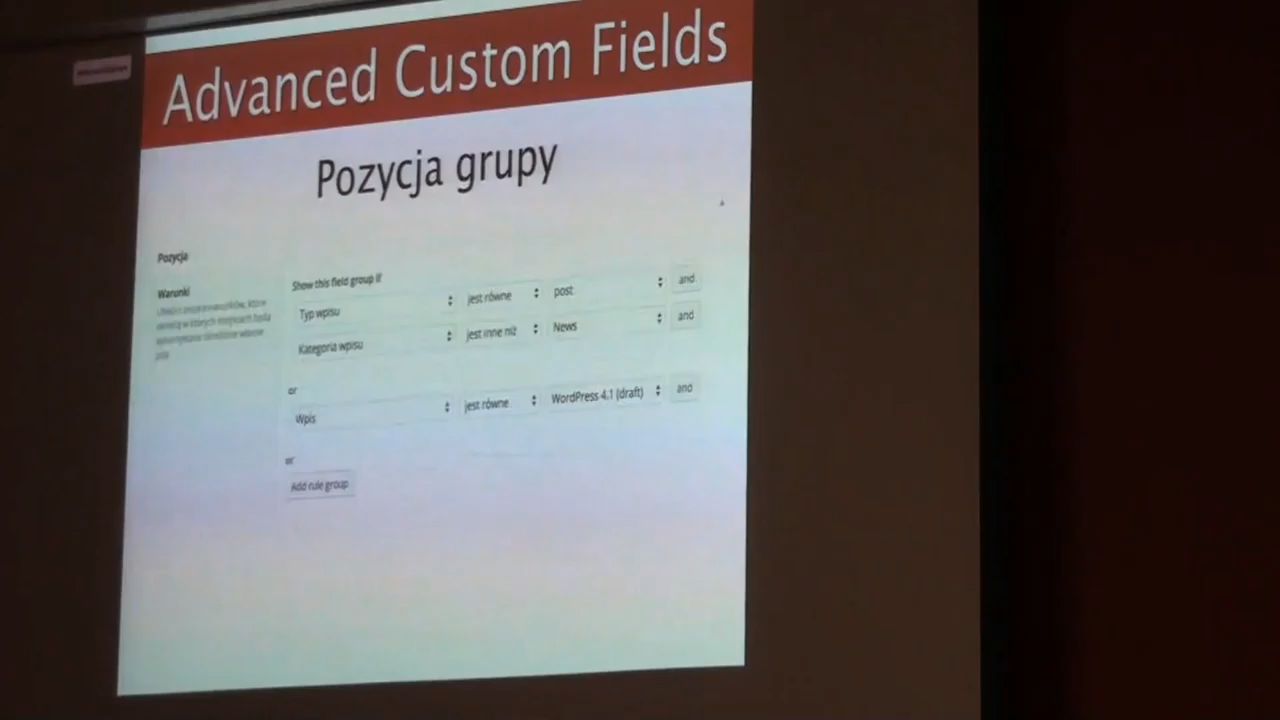 Advanced Custom Fields
Pozycja grupy
Pozycja
Warunki
Show this field group if
Typ wpisu jest równe post and
Kategoria wpisu jest inne niż News and
or
Wpis jest równe WordPress 4.1 (draft) and
or
Add rule group